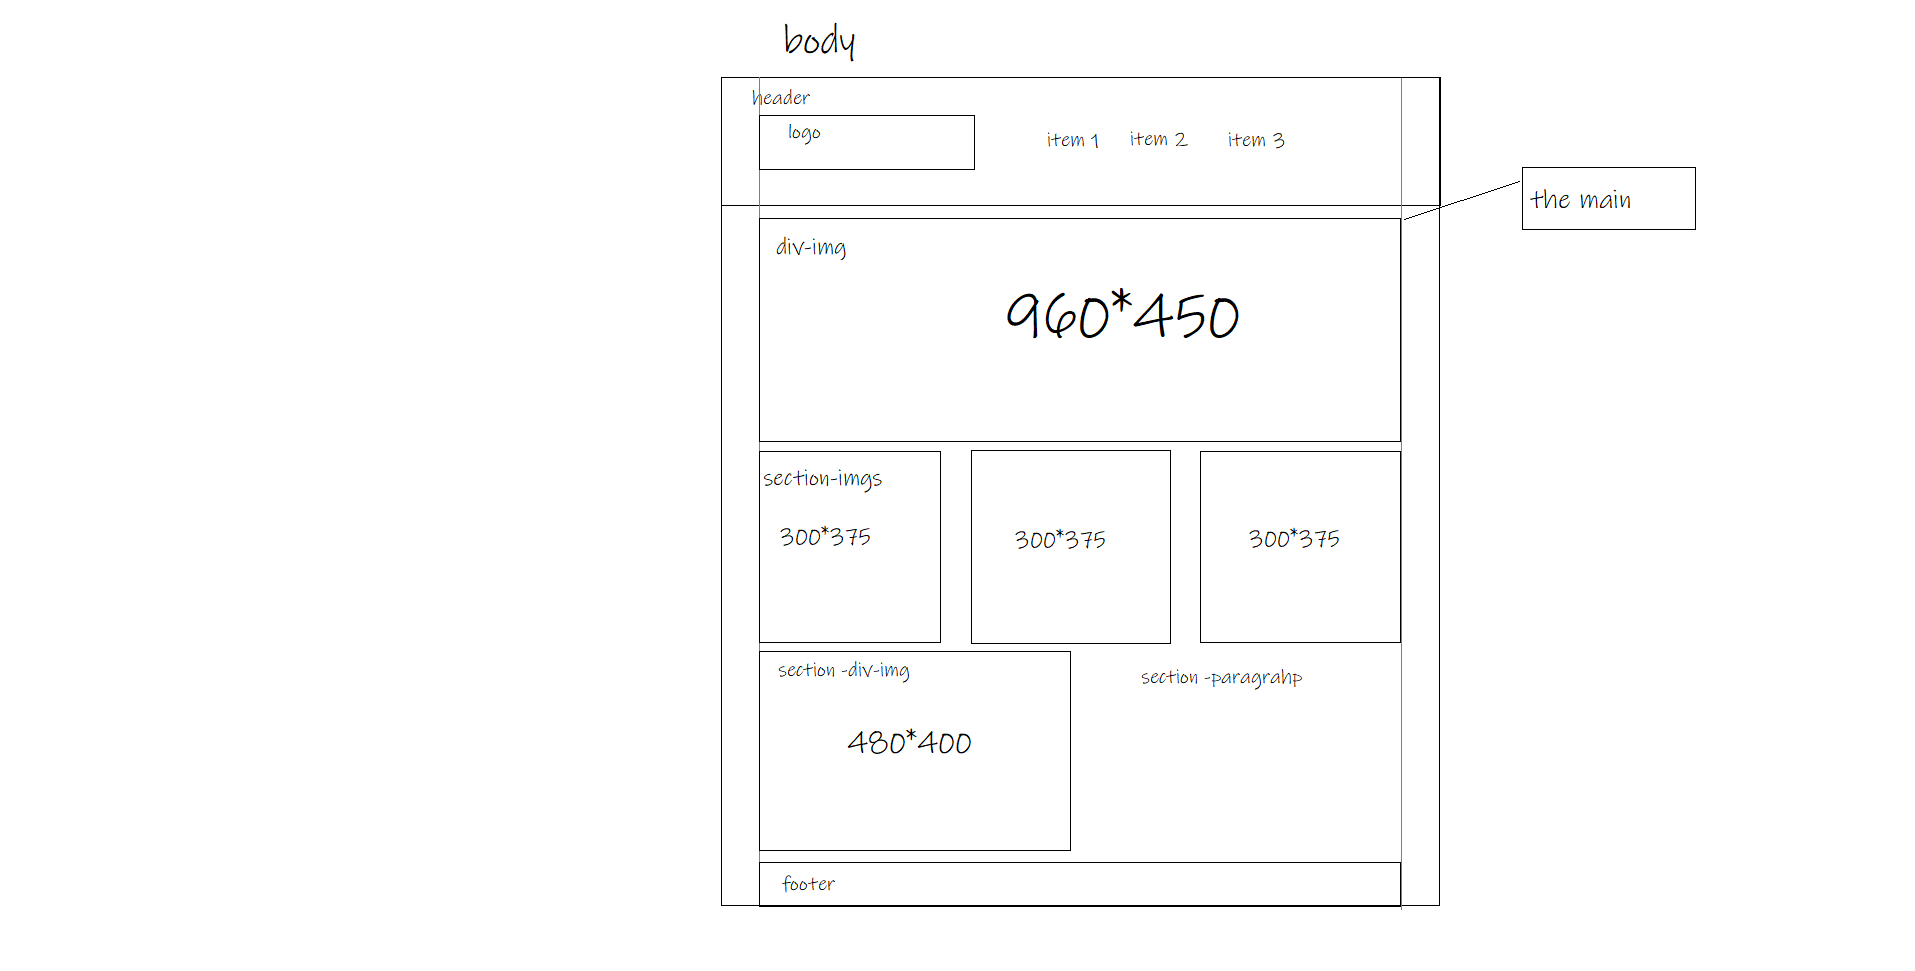 body
header
logo
item 1 item 2 item 3
the main
div-img
960*450
section-imgs
300*375 300*375 300*375
section -div-img section -paragrahp
480*400
footer